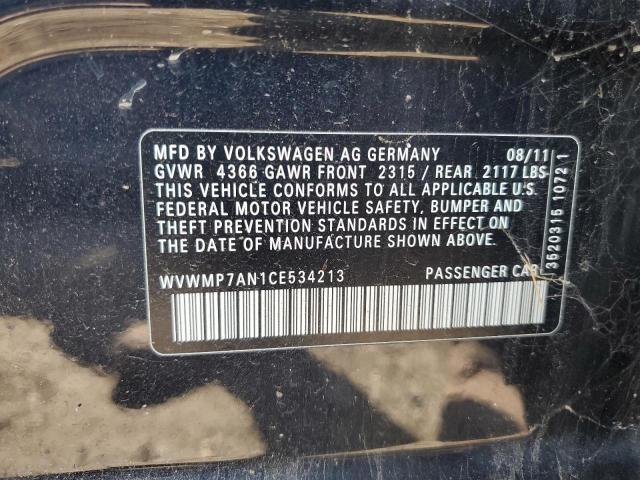 MFD BY VOLKSWAGEN AG GERMANY 08/11
GVWR 4366 GAWR FRONT 2315 / REAR 2117 LBS
THIS VEHICLE CONFORMS TO ALL APPLICABLE U.S.
FEDERAL MOTOR VEHICLE SAFETY, BUMPER AND
THEFT PREVENTION STANDARDS IN EFFECT ON
THE DATE OF MANUFACTURE SHOWN ABOVE.
WVWMP7AN1CE534213 PASSENGER CAR
3520315 1072 1